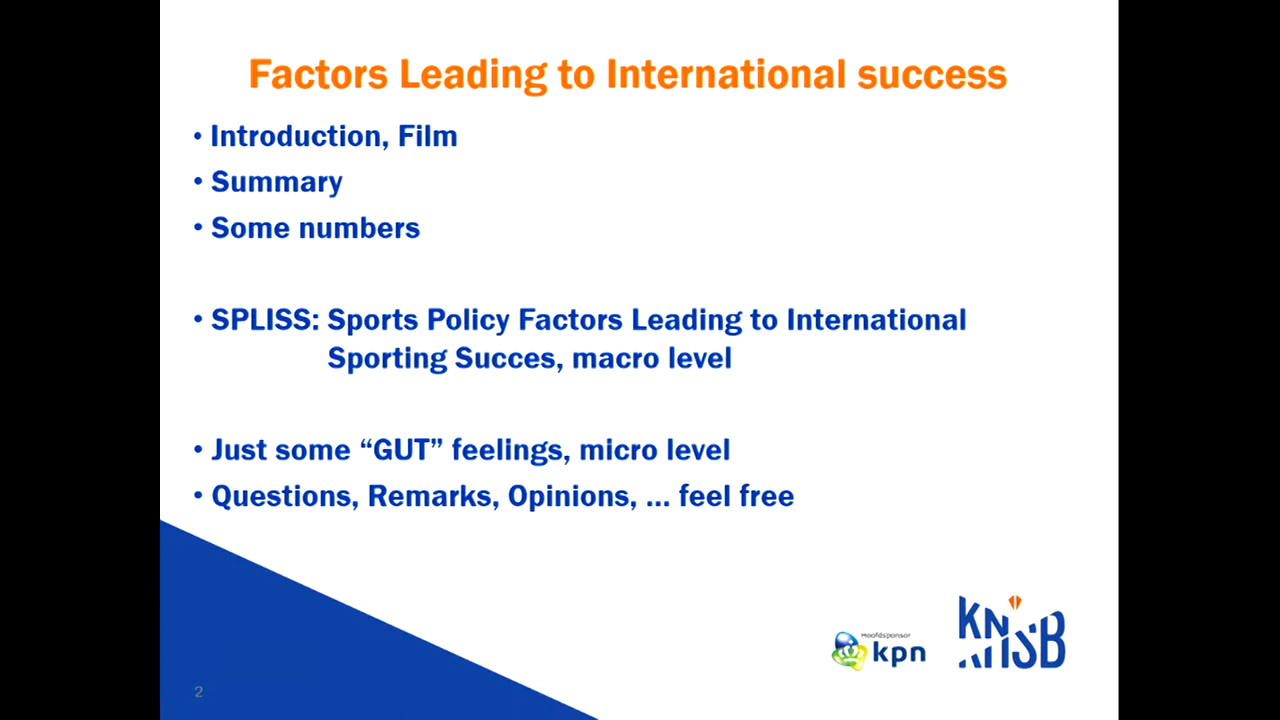 Factors Leading to International success
• Introduction, Film
• Summary
• Some numbers
• SPLISS: Sports Policy Factors Leading to International
Sporting Succes, macro level
• Just some “GUT” feelings, micro level
• Questions, Remarks, Opinions, ... feel free
Hoofdsponsor
kpn
KNSB
2